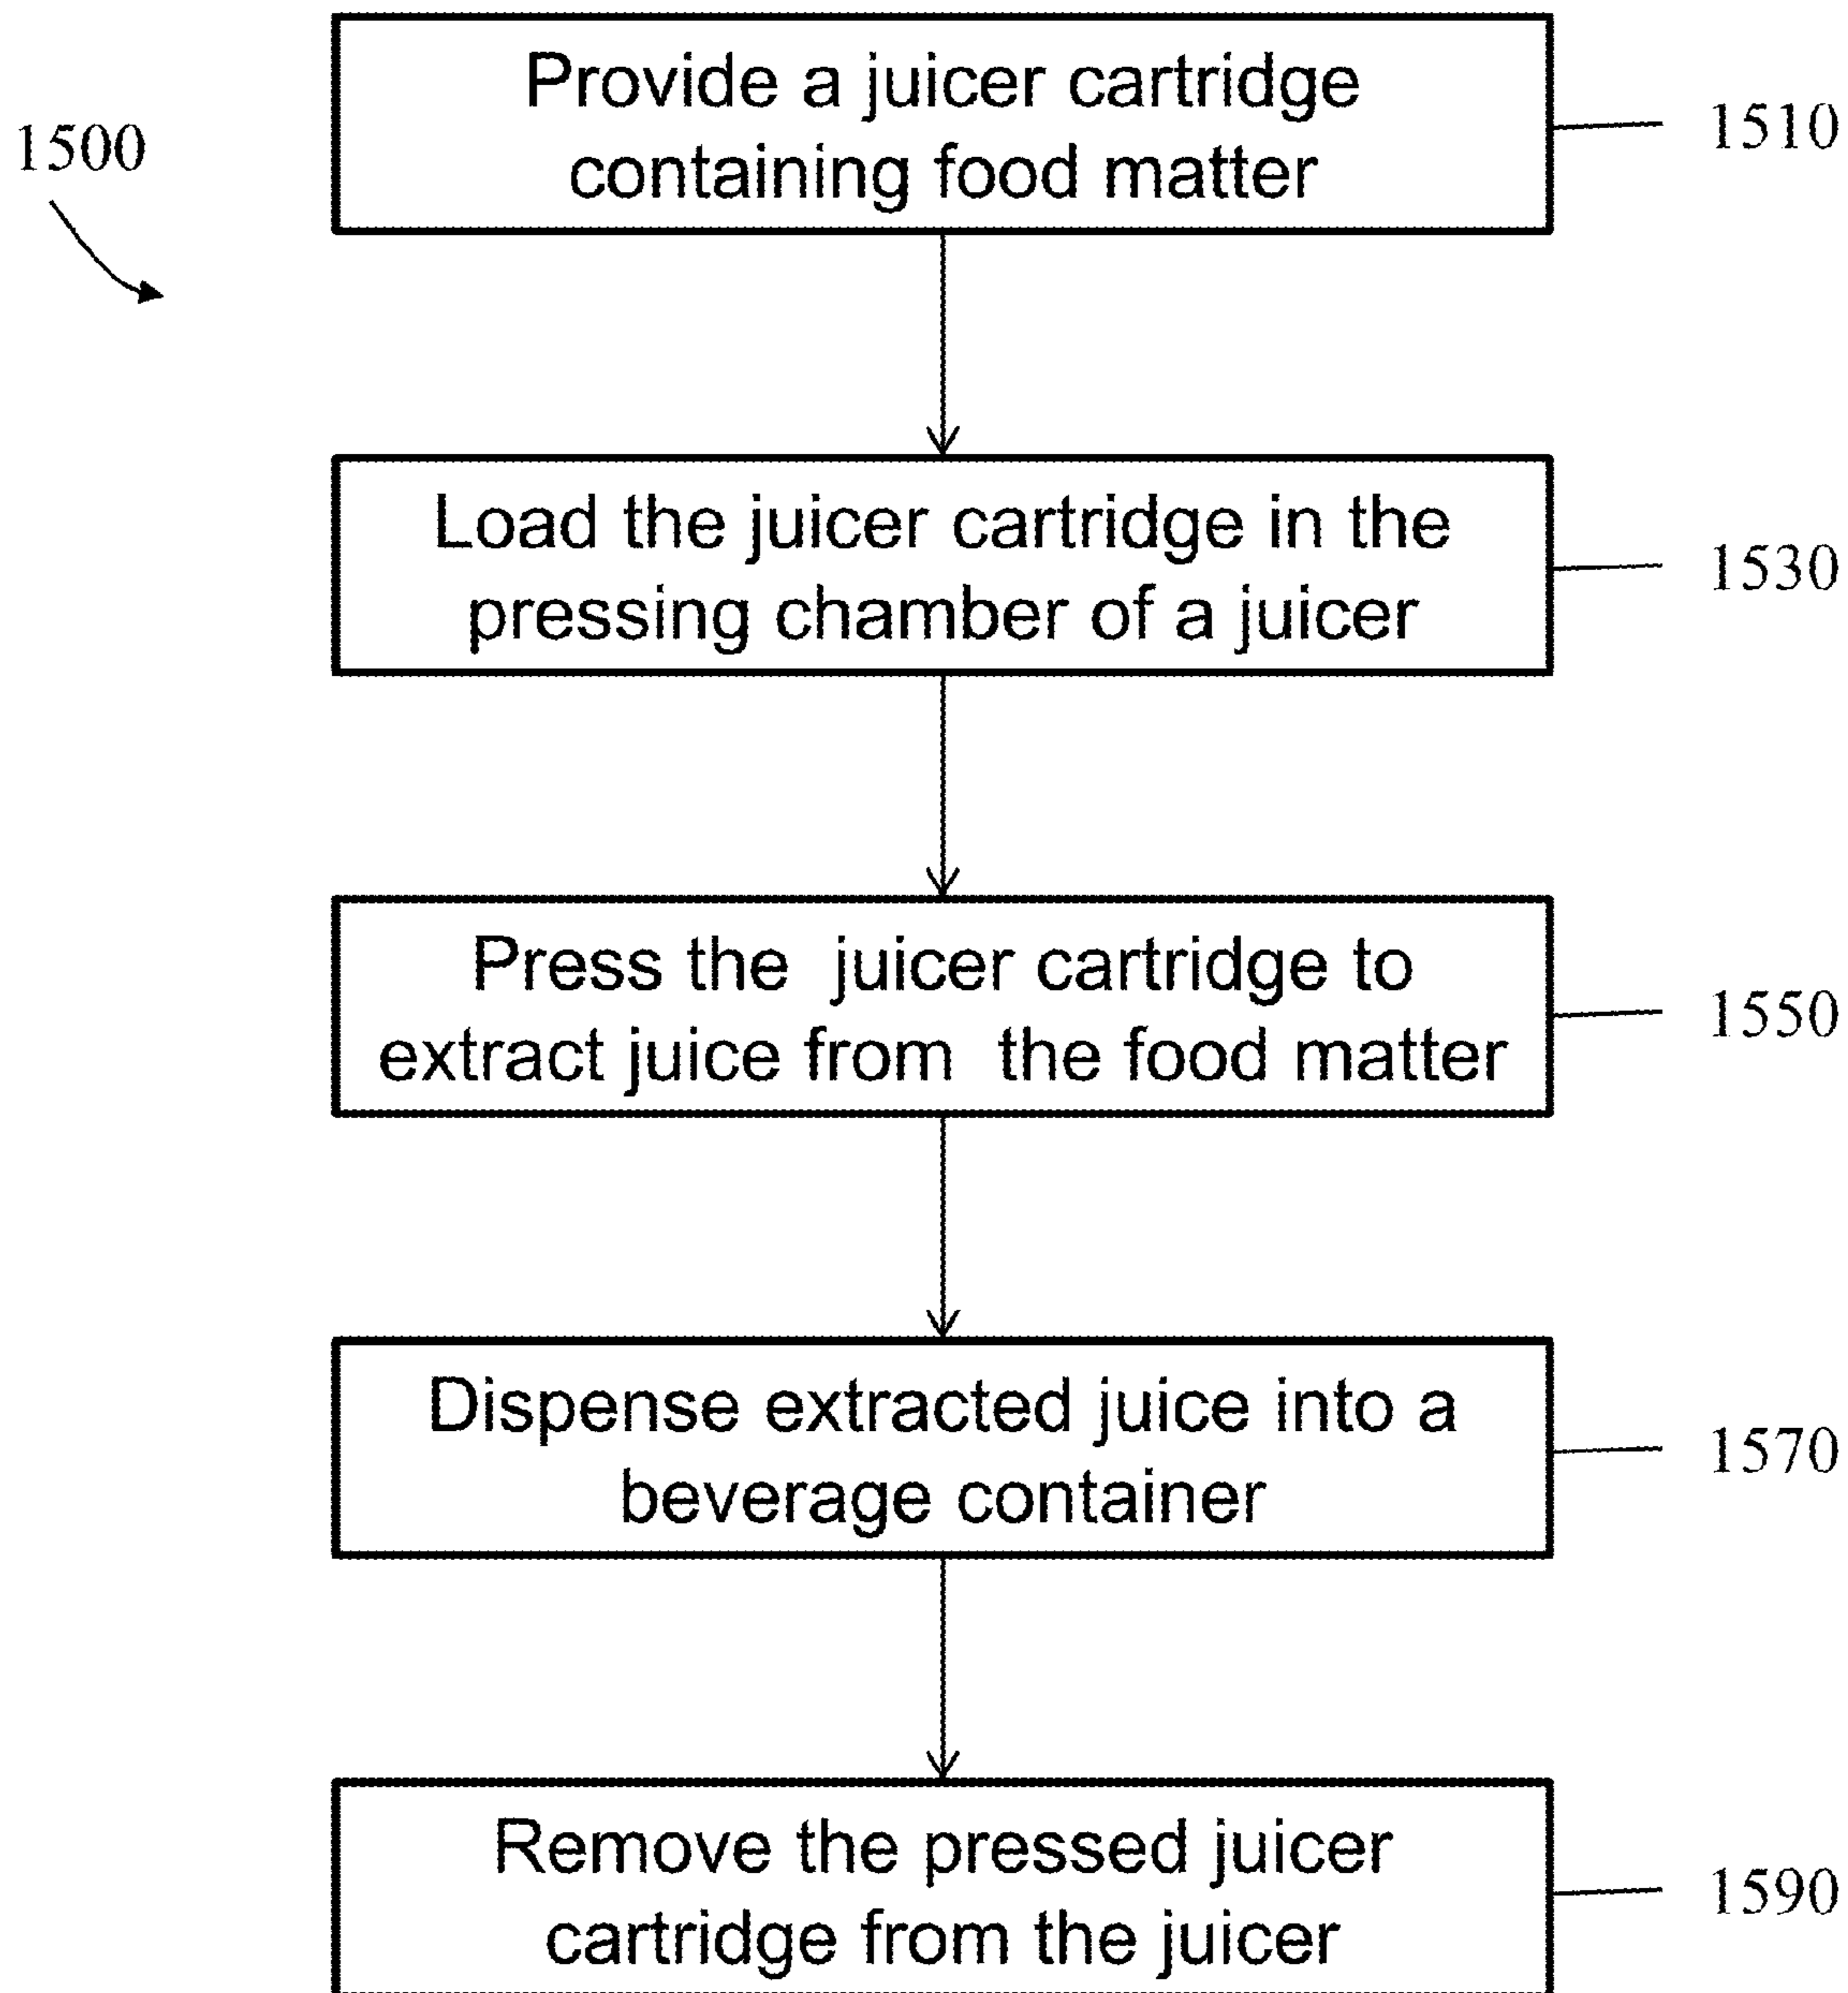 1500
Provide a juicer cartridge
containing food matter
1510
Load the juicer cartridge in the
pressing chamber of a juicer
1530
Press the  juicer cartridge to
extract juice from  the food matter
1550
Dispense extracted juice into a
beverage container
1570
Remove the pressed juicer
cartridge from the juicer
1590